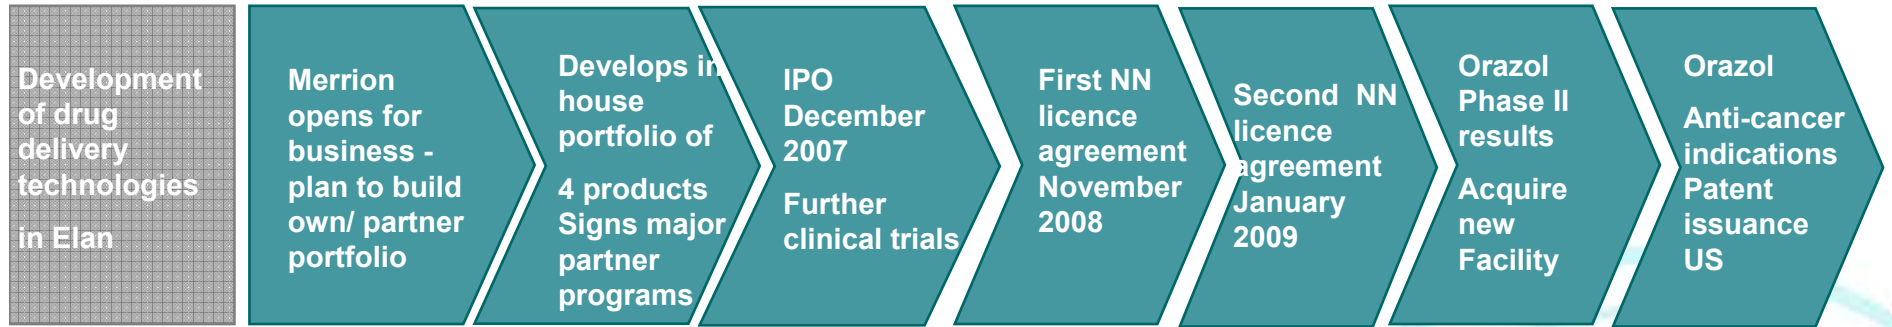 Development
of drug
delivery
technologies
in Elan
Merrion
opens for
business -
plan to build
own/ partner
portfolio
Develops in
house
portfolio of
4 products
Signs major
partner
programs
IPO
December
2007
Further
clinical trials
First NN
licence
agreement
November
2008
Second NN
licence
agreement
January
2009
Orazol
Phase II
results
Acquire
new
Facility
Orazol
Anti-cancer
indications
Patent
issuance
US